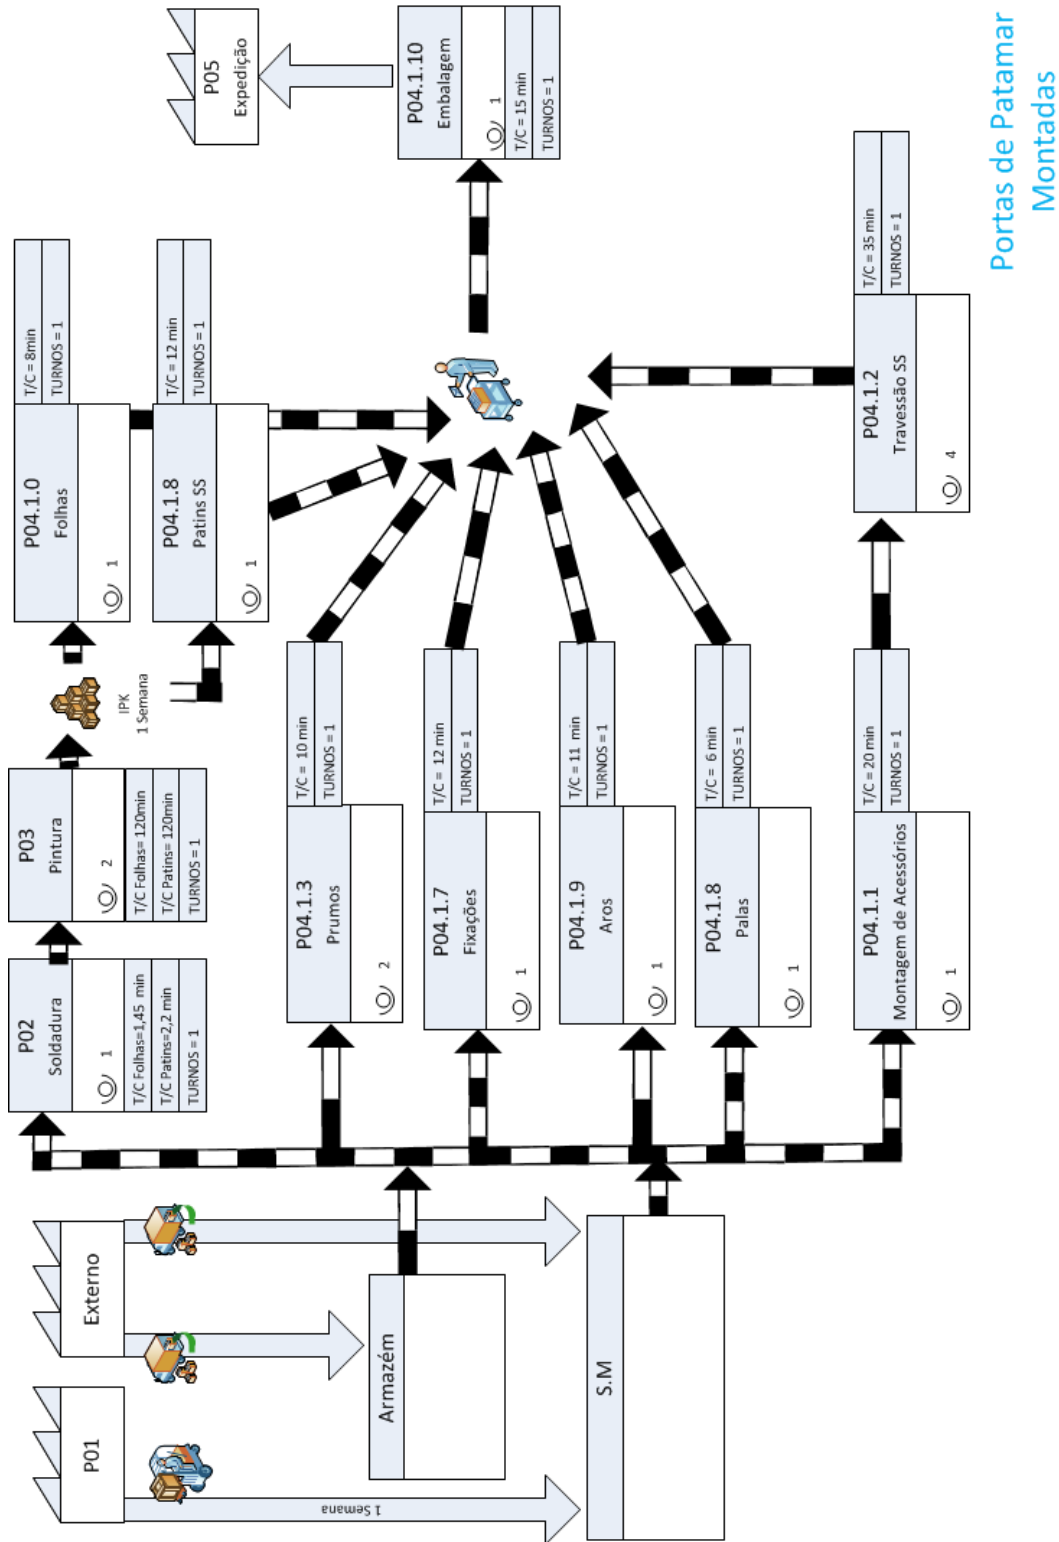 P01
1 Semana
Externo
Armazém
S.M
P02
Soldadura
1
T/C Folhas=1,45 min
T/C Patins=2,2 min
TURNOS = 1
P03
Pintura
2
T/C Folhas= 120min
T/C Patins= 120min
TURNOS = 1
IPK
1 Semana
P04.1.0
Folhas
1
T/C = 8min
TURNOS = 1
P04.1.8
Patins SS
1
T/C = 12 min
TURNOS = 1
P04.1.3
Prumos
2
T/C = 10 min
TURNOS = 1
P04.1.7
Fixações
1
T/C = 12 min
TURNOS = 1
P04.1.9
Aros
1
T/C = 11 min
TURNOS = 1
P04.1.8
Palas
1
T/C = 6 min
TURNOS = 1
P04.1.1
Montagem de Acessórios
1
T/C = 20 min
TURNOS = 1
P04.1.2
Travessão SS
4
T/C = 35 min
TURNOS = 1
P04.1.10
Embalagem
1
T/C = 15 min
TURNOS = 1
P05
Expedição
Portas de Patamar
Montadas